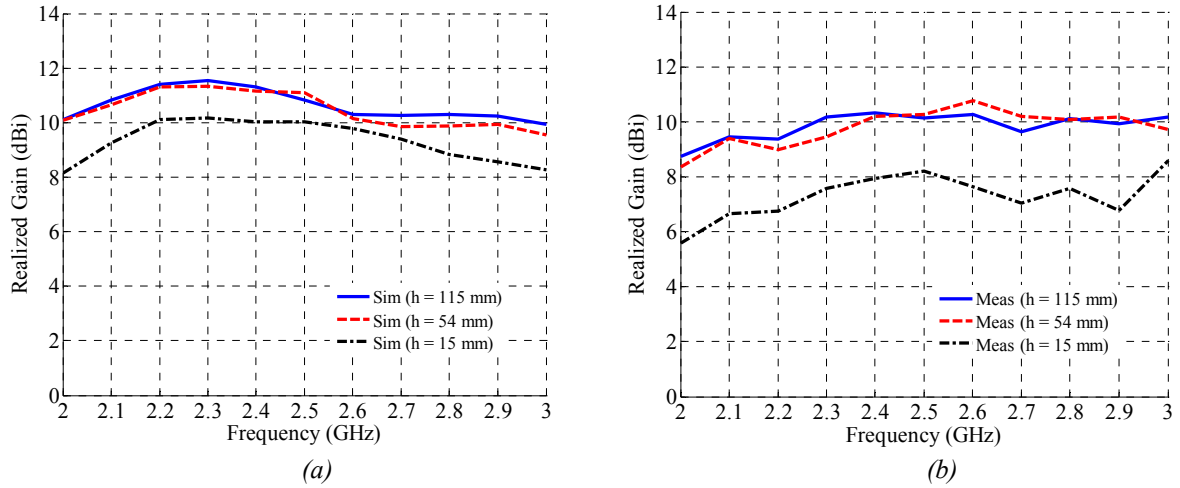 14
12
10
8
6
4
2
0
Realized Gain (dBi)
Sim (h = 115 mm)
Sim (h = 54 mm)
Sim (h = 15 mm)
2 2.1 2.2 2.3 2.4 2.5 2.6 2.7 2.8 2.9 3
Frequency (GHz)
(a)
14
12
10
8
6
4
2
0
Realized Gain (dBi)
Meas (h = 115 mm)
Meas (h = 54 mm)
Meas (h = 15 mm)
2 2.1 2.2 2.3 2.4 2.5 2.6 2.7 2.8 2.9 3
Frequency (GHz)
(b)